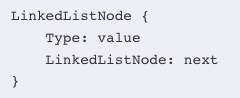 LinkedListNode {
    Type: value
    LinkedListNode: next
}